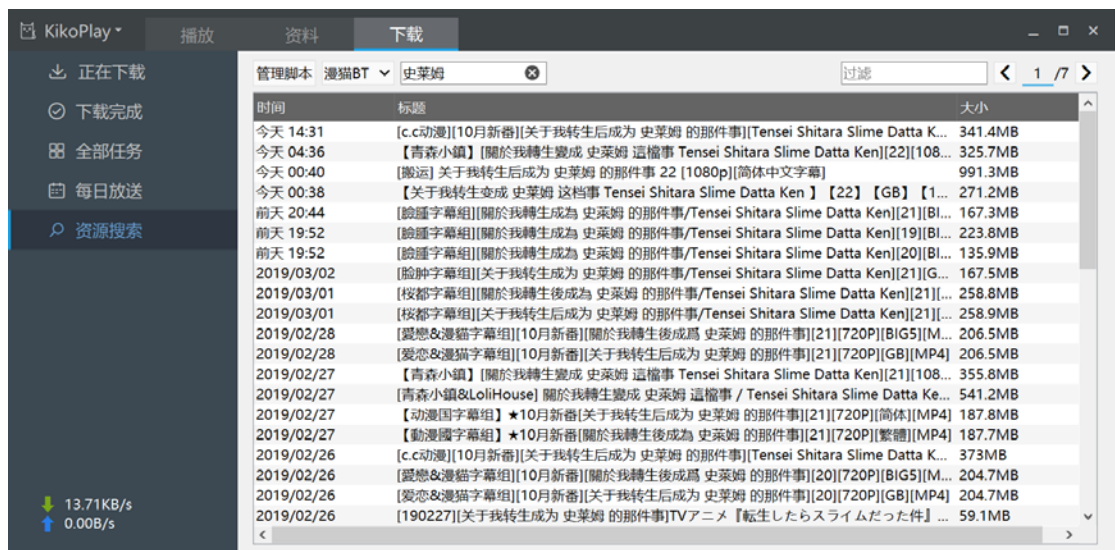 KikoPlay 播放 资料 下载
正在下载
下载完成
全部任务
每日放送
资源搜索
13.71KB/s
0.00B/s
管理脚本 漫猫BT 史莱姆 过滤 1 /7
时间 标题 大小
今天 14:31 [c.c动漫][10月新番][关于我转生后成为 史莱姆 的那件事][Tensei Shitara Slime Datta K... 341.4MB
今天 04:36 【青森小鎮】[關於我轉生變成 史莱姆 這檔事 Tensei Shitara Slime Datta Ken][22][108... 325.7MB
今天 00:40 [搬运] 关于我转生后成为 史莱姆 的那件事 22 [1080p][简体中文字幕] 991.3MB
今天 00:38 【关于我转生变成 史莱姆 这档事 Tensei Shitara Slime Datta Ken 】【22】【GB】【1... 271.2MB
前天 20:44 [臉腫字幕組][關於我轉生成為 史莱姆 的那件事/Tensei Shitara Slime Datta Ken][21][BI... 167.3MB
前天 19:52 [臉腫字幕組][關於我轉生成為 史莱姆 的那件事/Tensei Shitara Slime Datta Ken][19][BI... 223.8MB
前天 19:52 [臉腫字幕組][關於我轉生成為 史莱姆 的那件事/Tensei Shitara Slime Datta Ken][20][BI... 135.9MB
2019/03/02 [脸肿字幕组][关于我转生成为 史莱姆 的那件事/Tensei Shitara Slime Datta Ken][21][G... 167.5MB
2019/03/01 [桜都字幕组][關於我轉生後成為 史莱姆 的那件事/Tensei Shitara Slime Datta Ken][21][... 258.8MB
2019/03/01 [桜都字幕组][关于我转生后成为 史莱姆 的那件事/Tensei Shitara Slime Datta Ken][21][... 258.9MB
2019/02/28 [愛戀&漫貓字幕组][10月新番][關於我轉生後成爲 史莱姆 的那件事][21][720P][BIG5][M... 206.5MB
2019/02/28 [爱恋&漫猫字幕组][10月新番][关于我转生后成为 史莱姆 的那件事][21][720P][GB][MP4] 206.5MB
2019/02/27 【青森小鎮】[關於我轉生變成 史莱姆 這檔事 Tensei Shitara Slime Datta Ken][21][108... 355.8MB
2019/02/27 [青森小鎮&LoliHouse] 關於我轉生變成 史莱姆 這檔事 / Tensei Shitara Slime Datta Ke... 541.2MB
2019/02/27 【动漫国字幕组】★10月新番[关于我转生后成为 史莱姆 的那件事][21][720P][简体][MP4] 187.8MB
2019/02/27 【動漫國字幕組】★10月新番[關於我轉生後成為 史莱姆 的那件事][21][720P][繁體][MP4] 187.7MB
2019/02/26 [c.c动漫][10月新番][关于我转生后成为 史莱姆 的那件事][Tensei Shitara Slime Datta K... 373MB
2019/02/26 [愛戀&漫貓字幕组][10月新番][關於我轉生後成爲 史莱姆 的那件事][20][720P][BIG5][M... 204.7MB
2019/02/26 [爱恋&漫猫字幕组][10月新番][关于我转生后成为 史莱姆 的那件事][20][720P][GB][MP4] 204.7MB
2019/02/26 [190227][关于我转生成为 史莱姆 的那件事]TVアニメ『転生したらスライムだった件』... 59.1MB